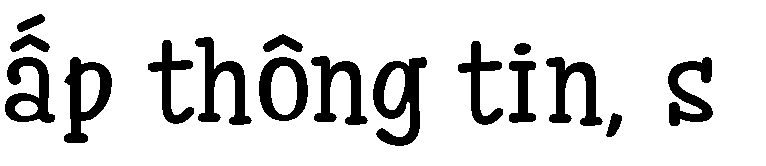 ấp thông tin, s